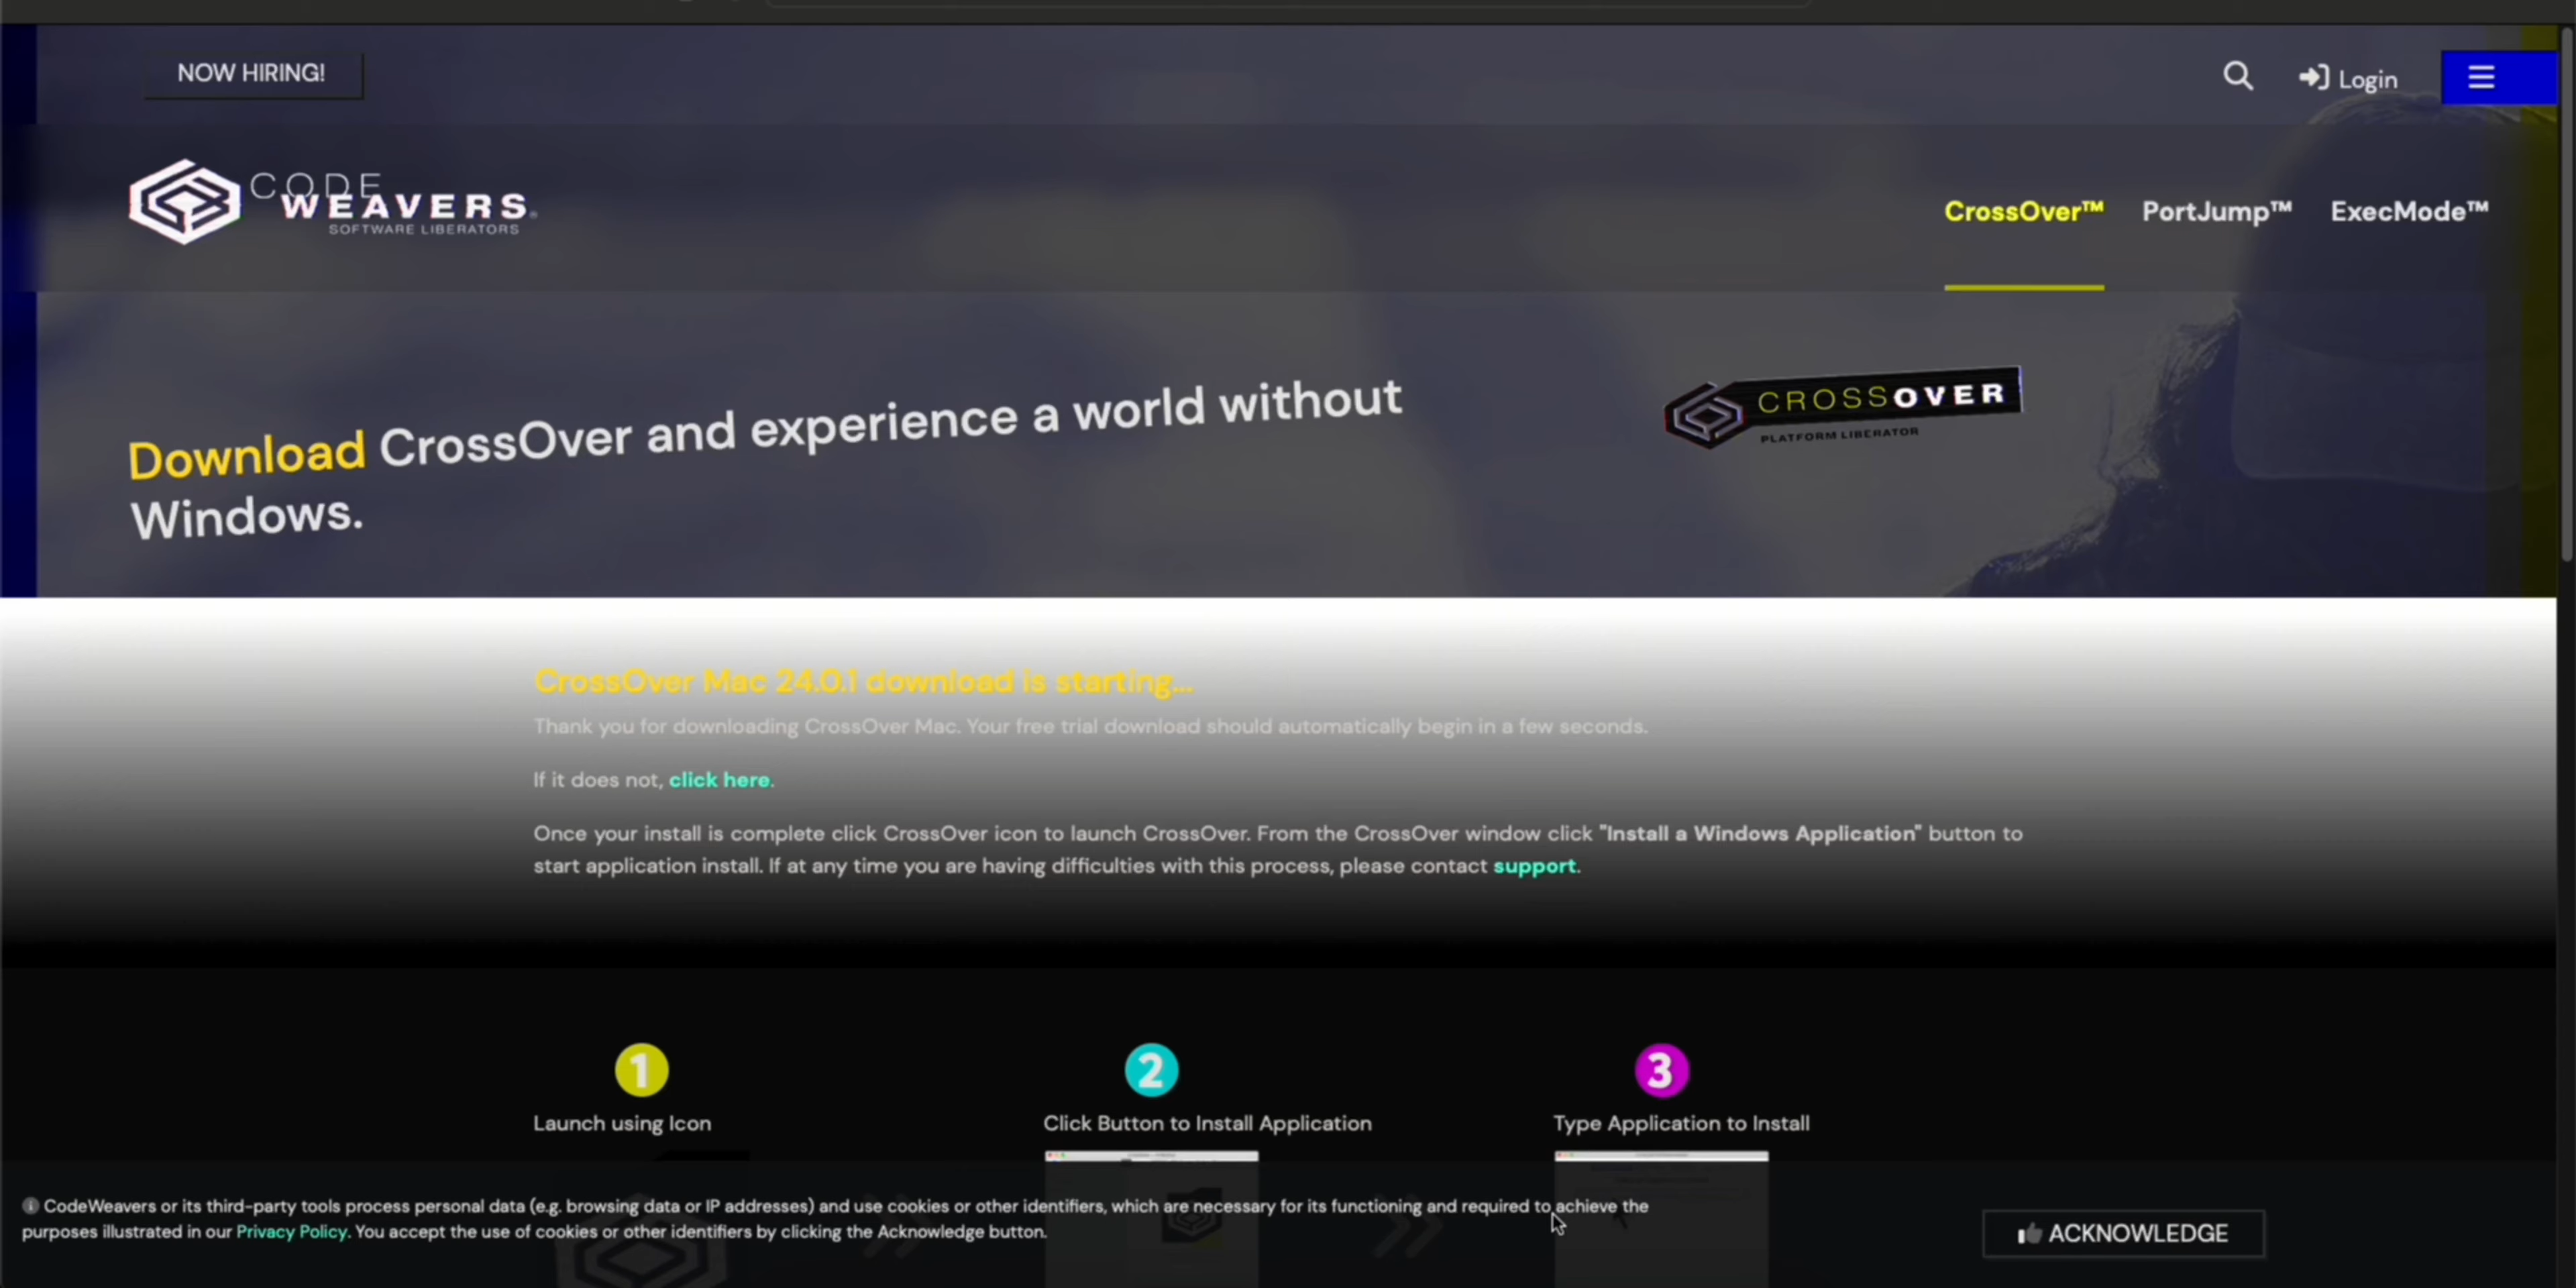 NOW HIRING!
Login
CODE
WEAVERS®
SOFTWARE LIBERATORS
CrossOver™ PortJump™ ExecMode™
Download CrossOver and experience a world without
Windows.
CROSSOVER
PLATFORM LIBERATOR
CrossOver Mac 24.0.1 download is starting...
Thank you for downloading CrossOver Mac. Your free trial download should automatically begin in a few seconds.
If it does not, click here.
Once your install is complete click CrossOver icon to launch CrossOver. From the CrossOver window click "Install a Windows Application" button to
start application install. If at any time you are having difficulties with this process, please contact support.
1
2
3
Launch using Icon
Click Button to Install Application
Type Application to Install
CodeWeavers or its third-party tools process personal data (e.g. browsing data or IP addresses) and use cookies or other identifiers, which are necessary for its functioning and required to achieve the
purposes illustrated in our Privacy Policy. You accept the use of cookies or other identifiers by clicking the Acknowledge button.
ACKNOWLEDGE